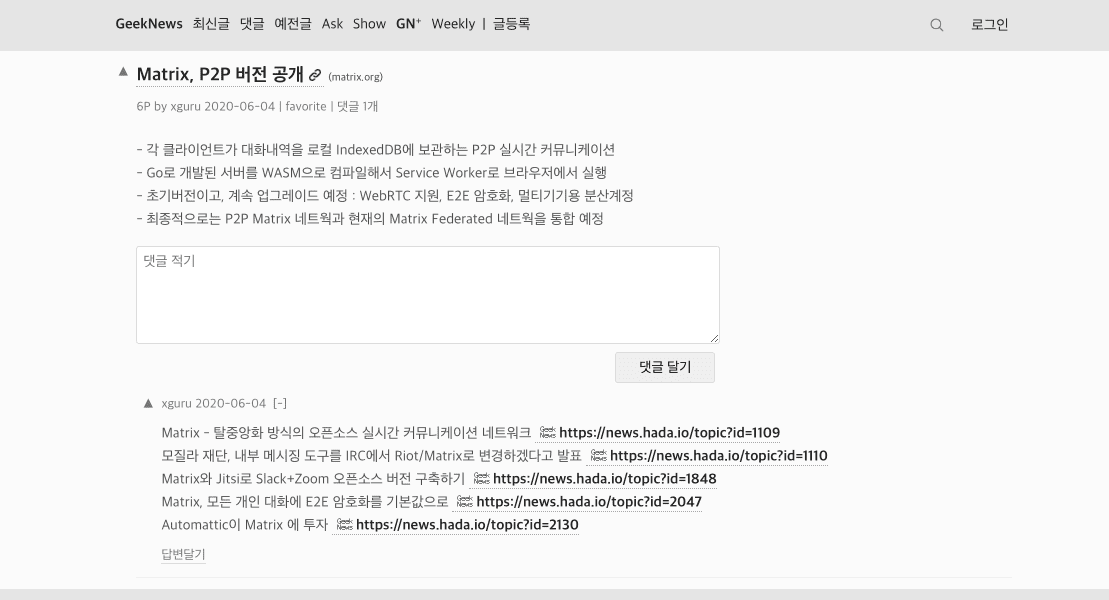 GeekNews 최신글 댓글 예전글 Ask Show GN+ Weekly | 글등록 로그인
▲ Matrix, P2P 버전 공개 (matrix.org)
6P by xguru 2020-06-04 | favorite | 댓글 1개
- 각 클라이언트가 대화내역을 로컬 IndexedDB에 보관하는 P2P 실시간 커뮤니케이션
- Go로 개발된 서버를 WASM으로 컴파일해서 Service Worker로 브라우저에서 실행
- 초기버전이고, 계속 업그레이드 예정 : WebRTC 지원, E2E 암호화, 멀티기기용 분산계정
- 최종적으로는 P2P Matrix 네트웍과 현재의 Matrix Federated 네트웍을 통합 예정
댓글 적기
댓글 달기
▲ xguru 2020-06-04 [-]
Matrix - 탈중앙화 방식의 오픈소스 실시간 커뮤니케이션 네트워크 https://news.hada.io/topic?id=1109
모질라 재단, 내부 메시징 도구를 IRC에서 Riot/Matrix로 변경하겠다고 발표 https://news.hada.io/topic?id=1110
Matrix와 Jitsi로 Slack+Zoom 오픈소스 버전 구축하기 https://news.hada.io/topic?id=1848
Matrix, 모든 개인 대화에 E2E 암호화를 기본값으로 https://news.hada.io/topic?id=2047
Automattic이 Matrix 에 투자 https://news.hada.io/topic?id=2130
답변달기